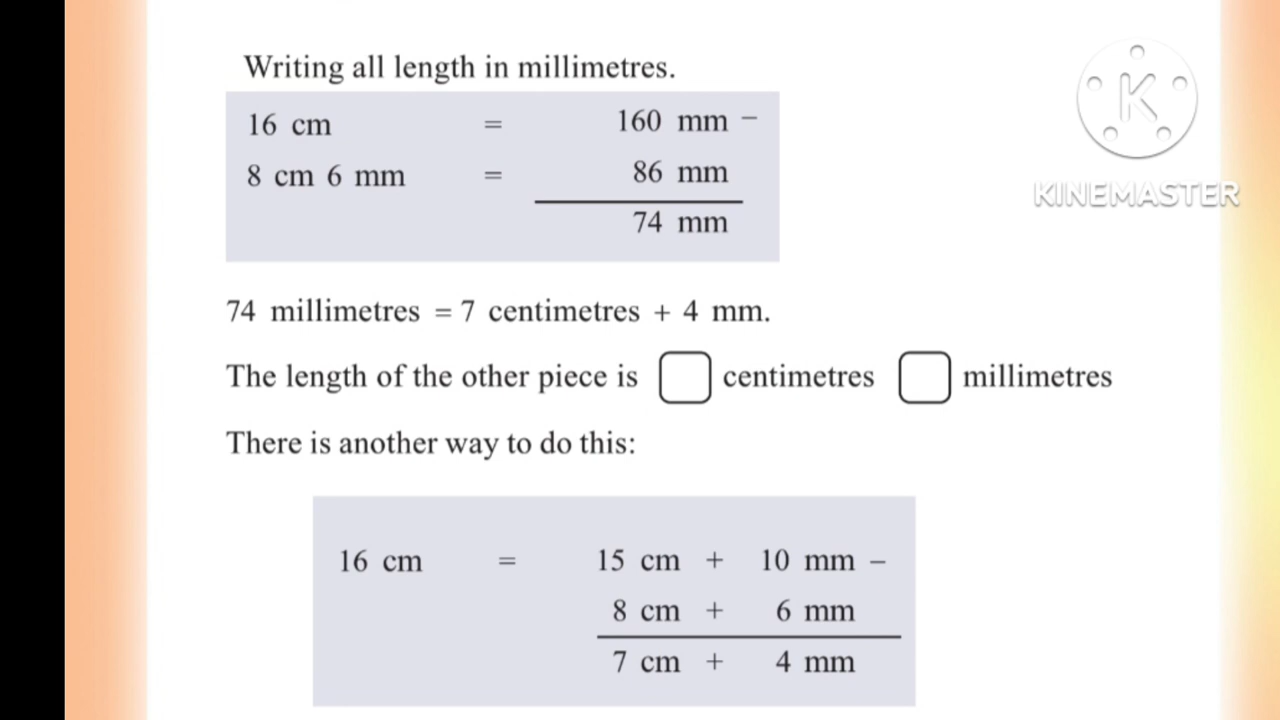 Writing all length in millimetres.
16 cm = 160 mm −
8 cm 6 mm = 86 mm
74 mm
74 millimetres = 7 centimetres + 4 mm.
The length of the other piece is centimetres millimetres
There is another way to do this:
16 cm = 15 cm + 10 mm −
8 cm + 6 mm
7 cm + 4 mm
K
KINEMASTER